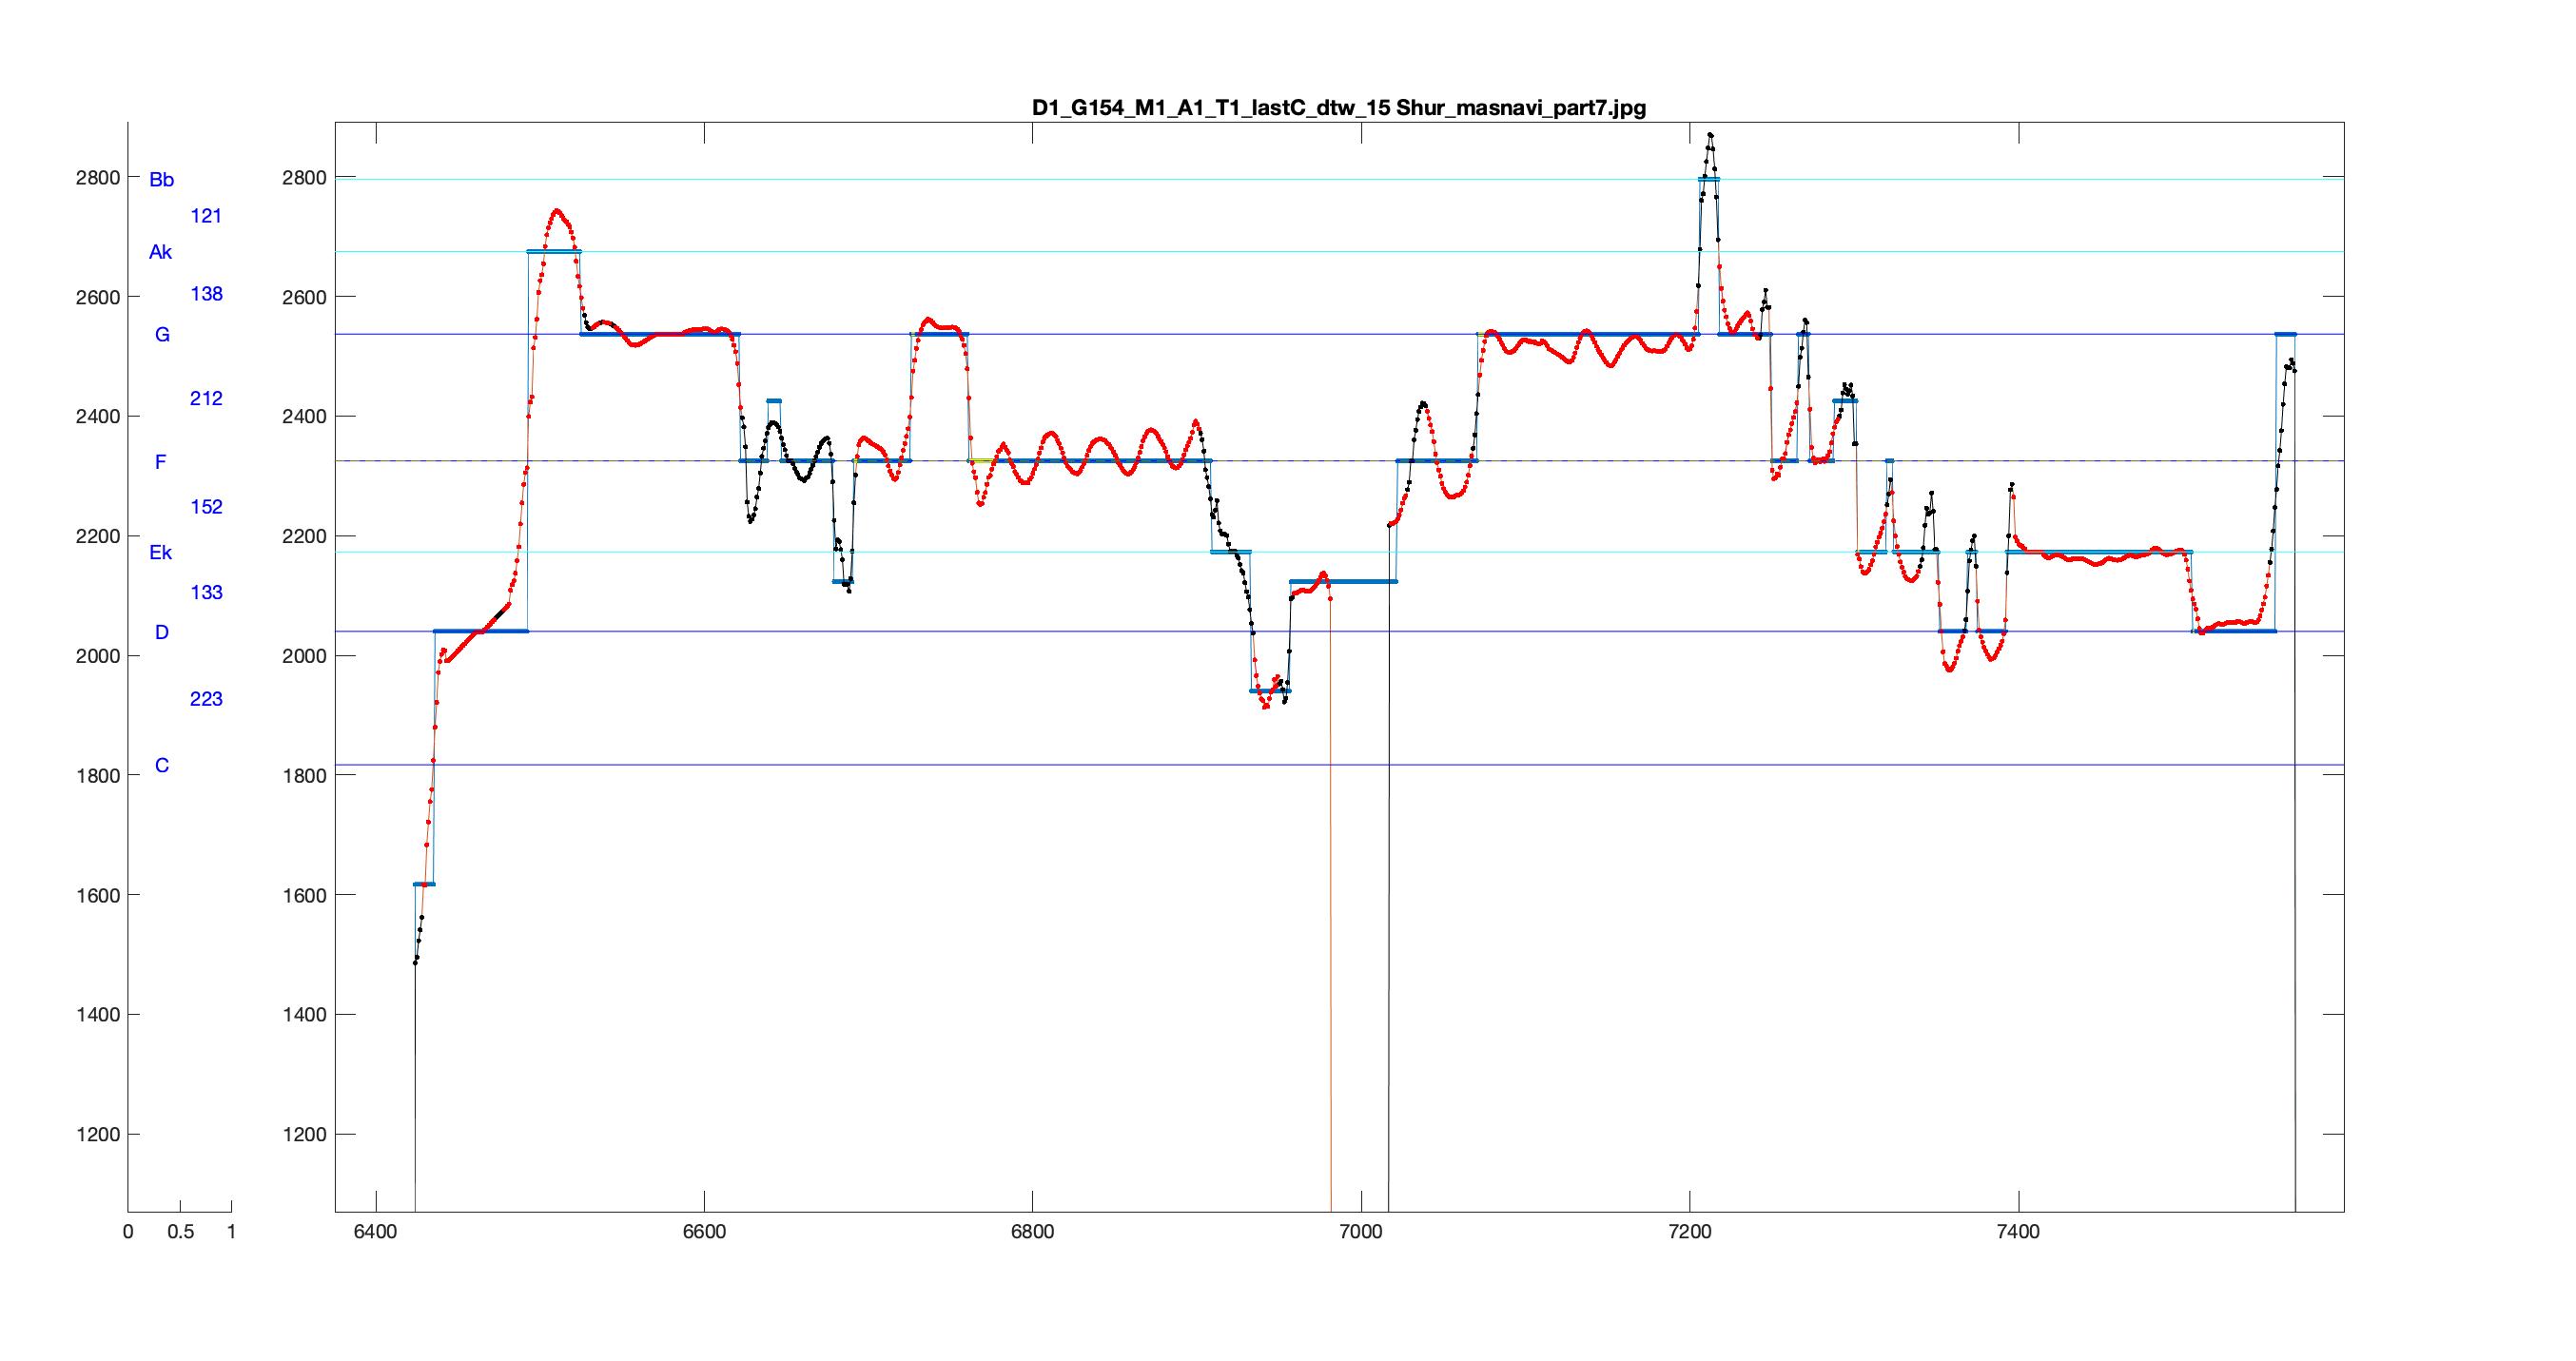 D1_G154_M1_A1_T1_lastC_dtw_15 Shur_masnavi_part7.jpg
2800 Bb 2800
121
Ak
2600 138 2600
G
2400 212 2400
F
152
2200 Ek 2200
133
D
2000 2000
223
1800 C 1800
1600 1600
1400 1400
1200 1200
0 0.5 1 6400 6600 6800 7000 7200 7400